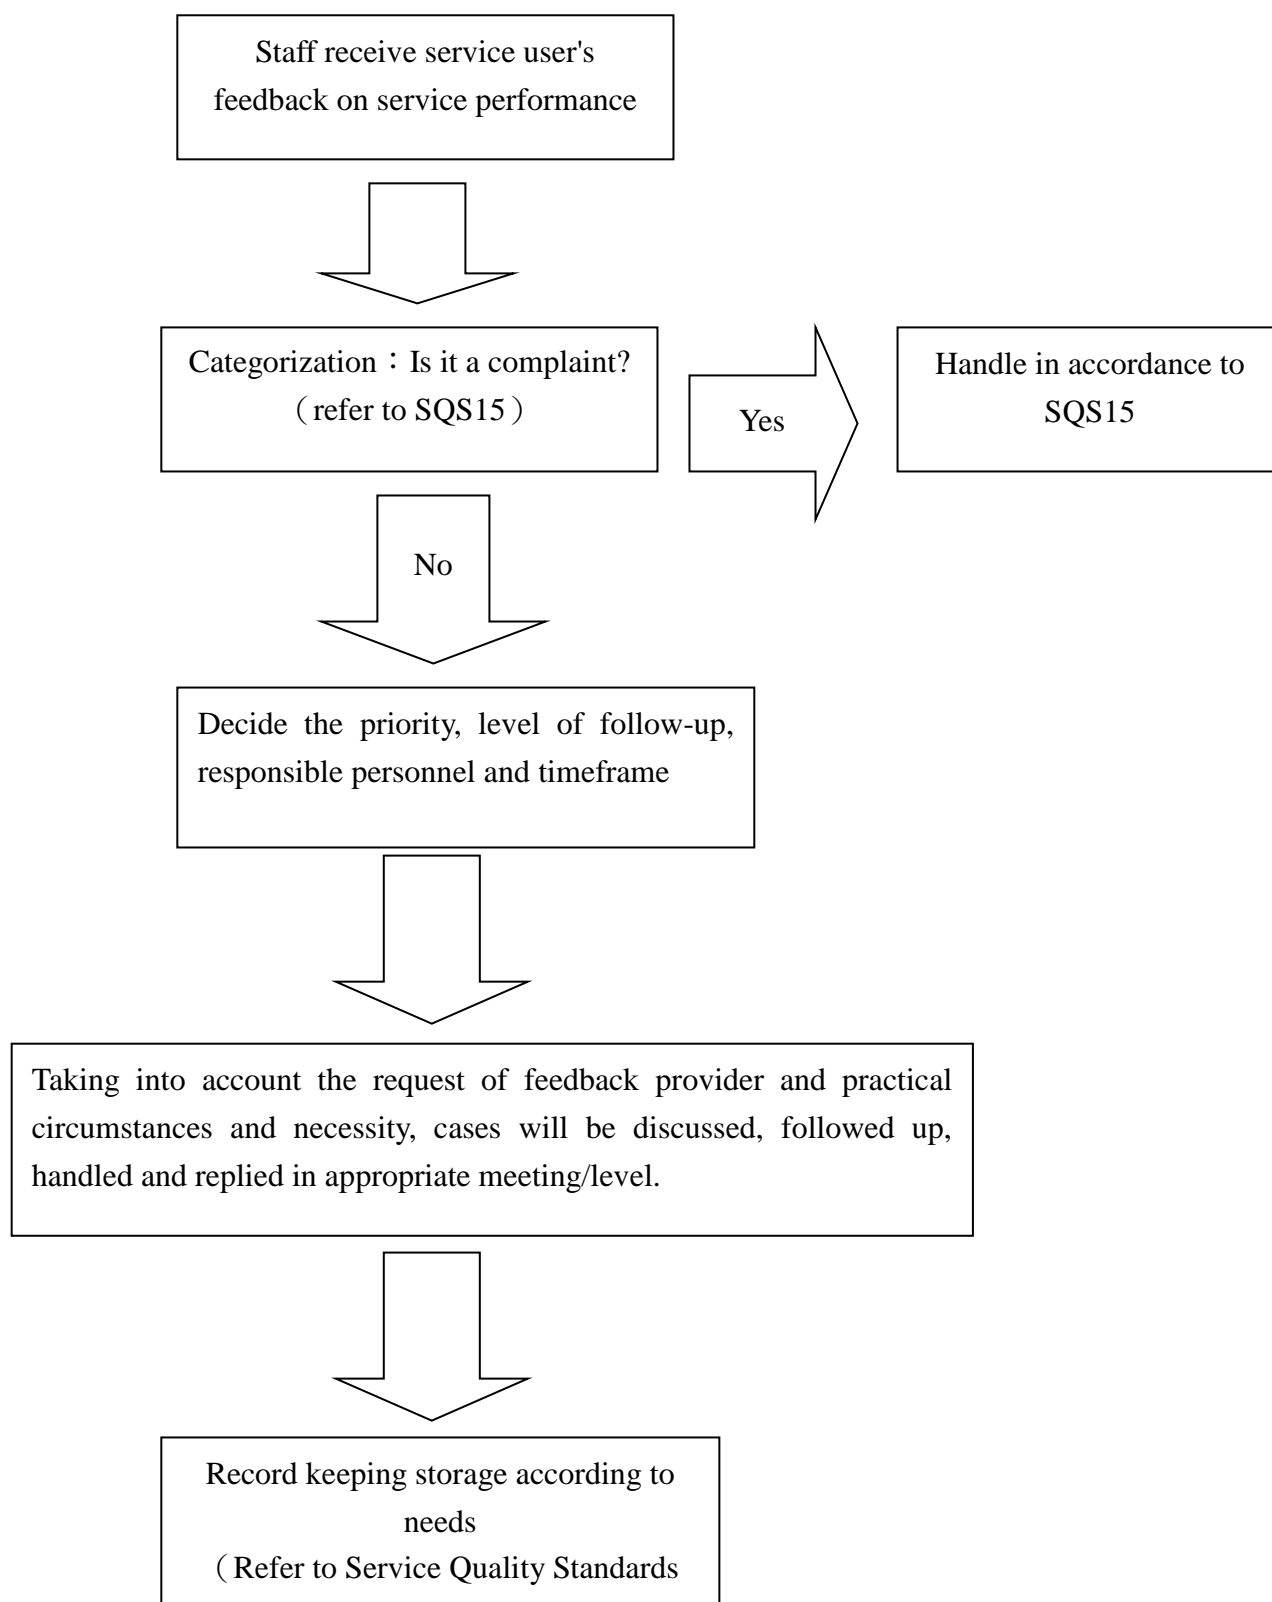 Staff receive service user's
feedback on service performance
Categorization：Is it a complaint?
（refer to SQS15）
Yes
Handle in accordance to
SQS15
No
Decide the priority, level of follow-up,
responsible personnel and timeframe
Taking into account the request of feedback provider and practical
circumstances and necessity, cases will be discussed, followed up,
handled and replied in appropriate meeting/level.
Record keeping storage according to
needs
（Refer to Service Quality Standards